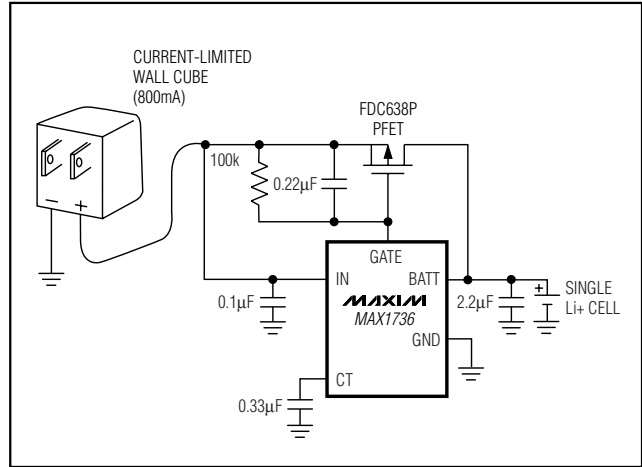 CURRENT-LIMITED
WALL CUBE
(800mA)
FDC638P
PFET
100k
0.22µF
GATE
IN
BATT
0.1µF
MAXIM
MAX1736
2.2µF
+
SINGLE
Li+ CELL
GND
CT
0.33µF
− +